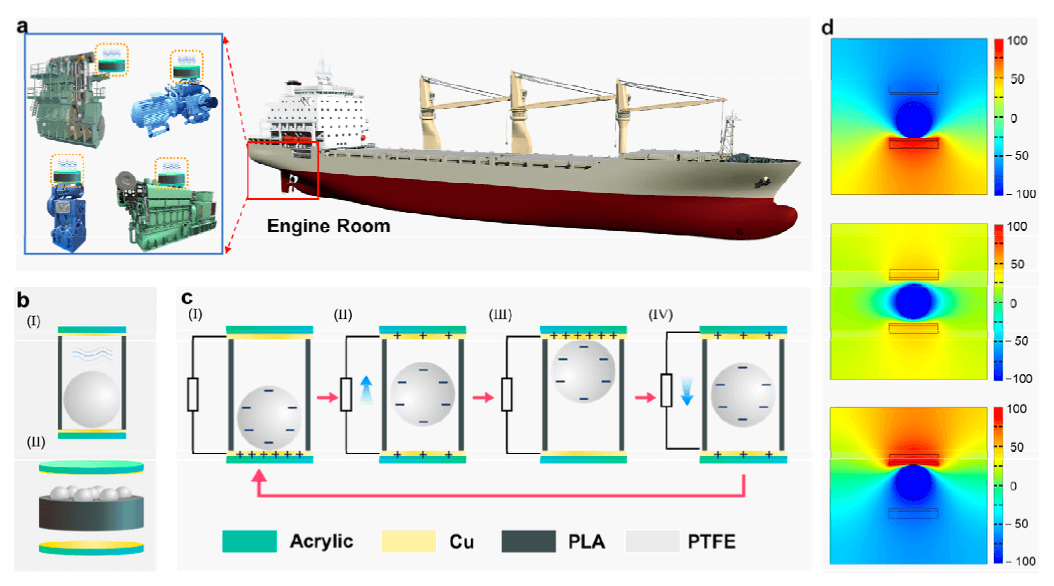 a
Engine Room
b
(I)
(II)
c
(I)
(II)
(III)
(IV)
+ + + + + +
+ + +
+ + +
+ + + + + +
+ + +
+ + +
Acrylic
Cu
PLA
PTFE
d
100
50
0
−50
−100
100
50
0
−50
−100
100
50
0
−50
−100